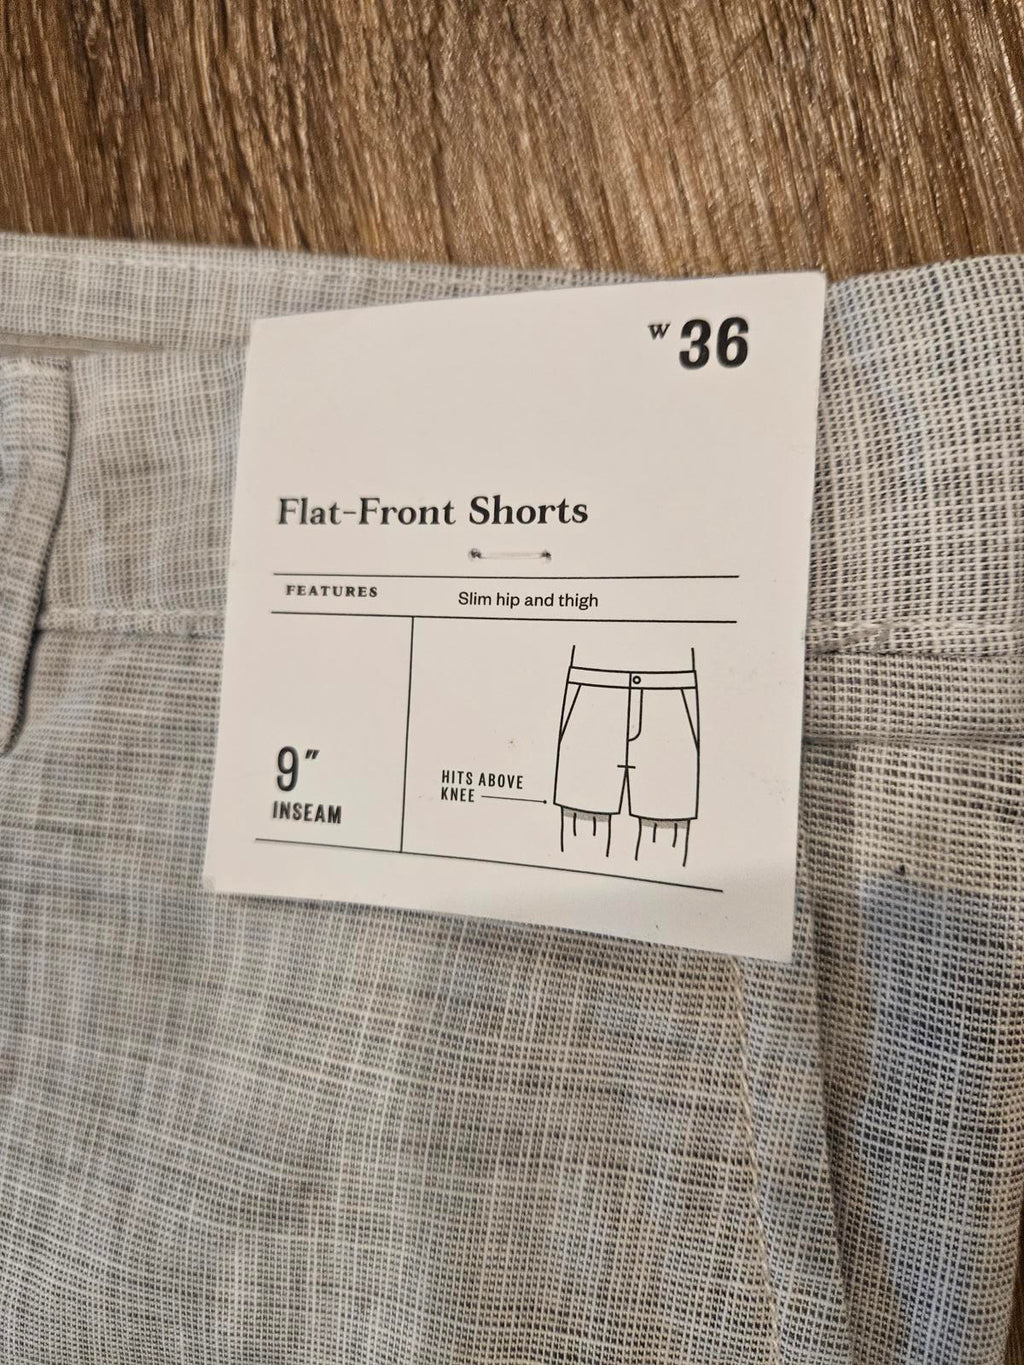 W 36
Flat-Front Shorts
FEATURES Slim hip and thigh
9"
INSEAM
HITS ABOVE
KNEE